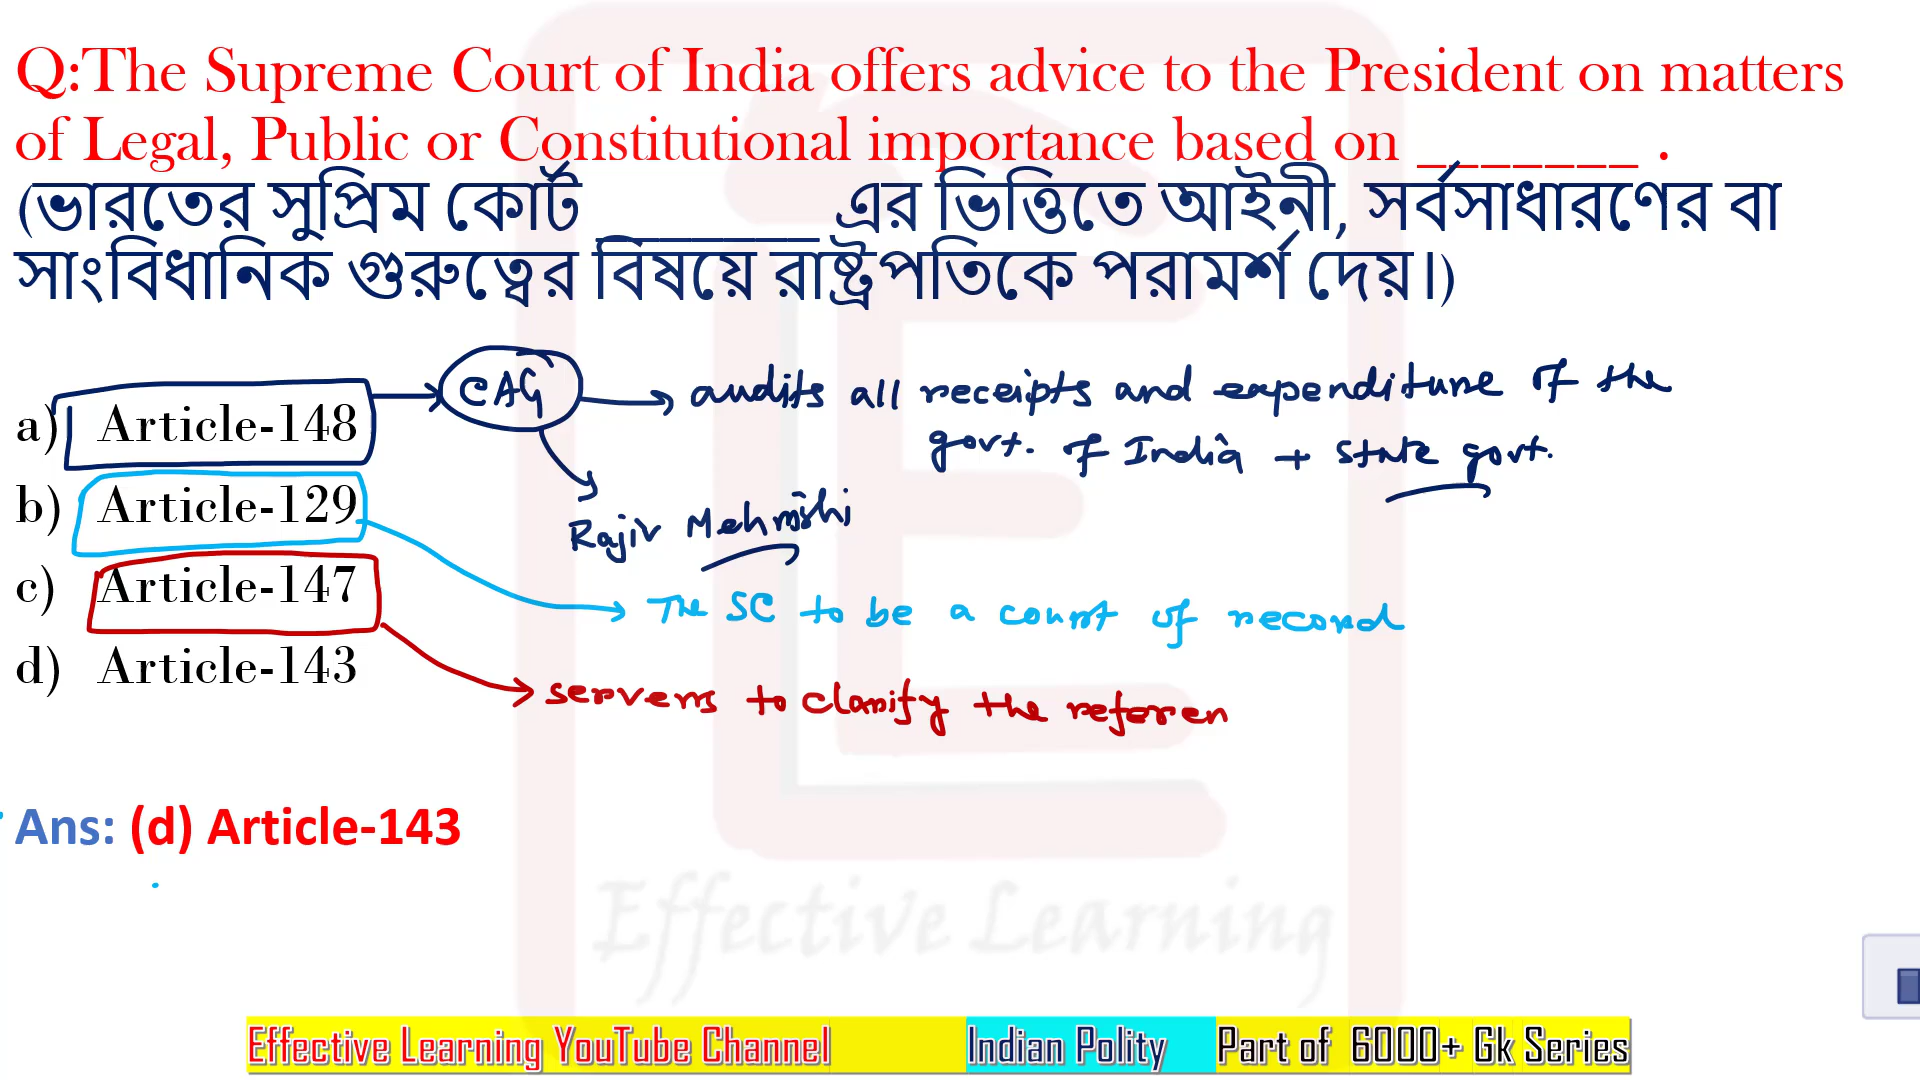 Q:The Supreme Court of India offers advice to the President on matters
of Legal, Public or Constitutional importance based on _______ .
(ভারতের সুপ্রিম কোর্ট _______ এর ভিত্তিতে আইনী, সর্বসাধারণের বা
সাংবিধানিক গুরুত্বের বিষয়ে রাষ্ট্রপতিকে পরামর্শ দেয়।)
a) Article-148
CAG
audits all receipts and expenditure of the
govt. of India + state govt.
Rajiv Mehrishi
b) Article-129
The SC to be a court of record
c) Article-147
servers to clarify the referen
d) Article-143
Ans: (d) Article-143
Effective Learning
Effective Learning YouTube Channel Indian Polity Part of 6000+ Gk Series